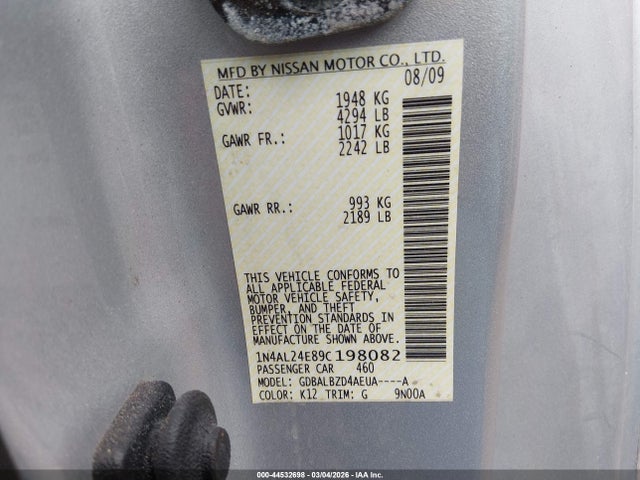 MFD BY NISSAN MOTOR CO., LTD.
DATE: 08/09
GVWR: 1948 KG
4294 LB
GAWR FR.: 1017 KG
2242 LB
GAWR RR.: 993 KG
2189 LB
THIS VEHICLE CONFORMS TO
ALL APPLICABLE FEDERAL
MOTOR VEHICLE SAFETY,
BUMPER, AND THEFT
PREVENTION STANDARDS IN
EFFECT ON THE DATE OF
MANUFACTURE SHOWN ABOVE.
1N4AL24E89C198082
PASSENGER CAR 460
MODEL: GDBALBZD4AEUA----A
COLOR: K12 TRIM: G 9N00A
000-44532698 - 03/04/2026 - IAA Inc.